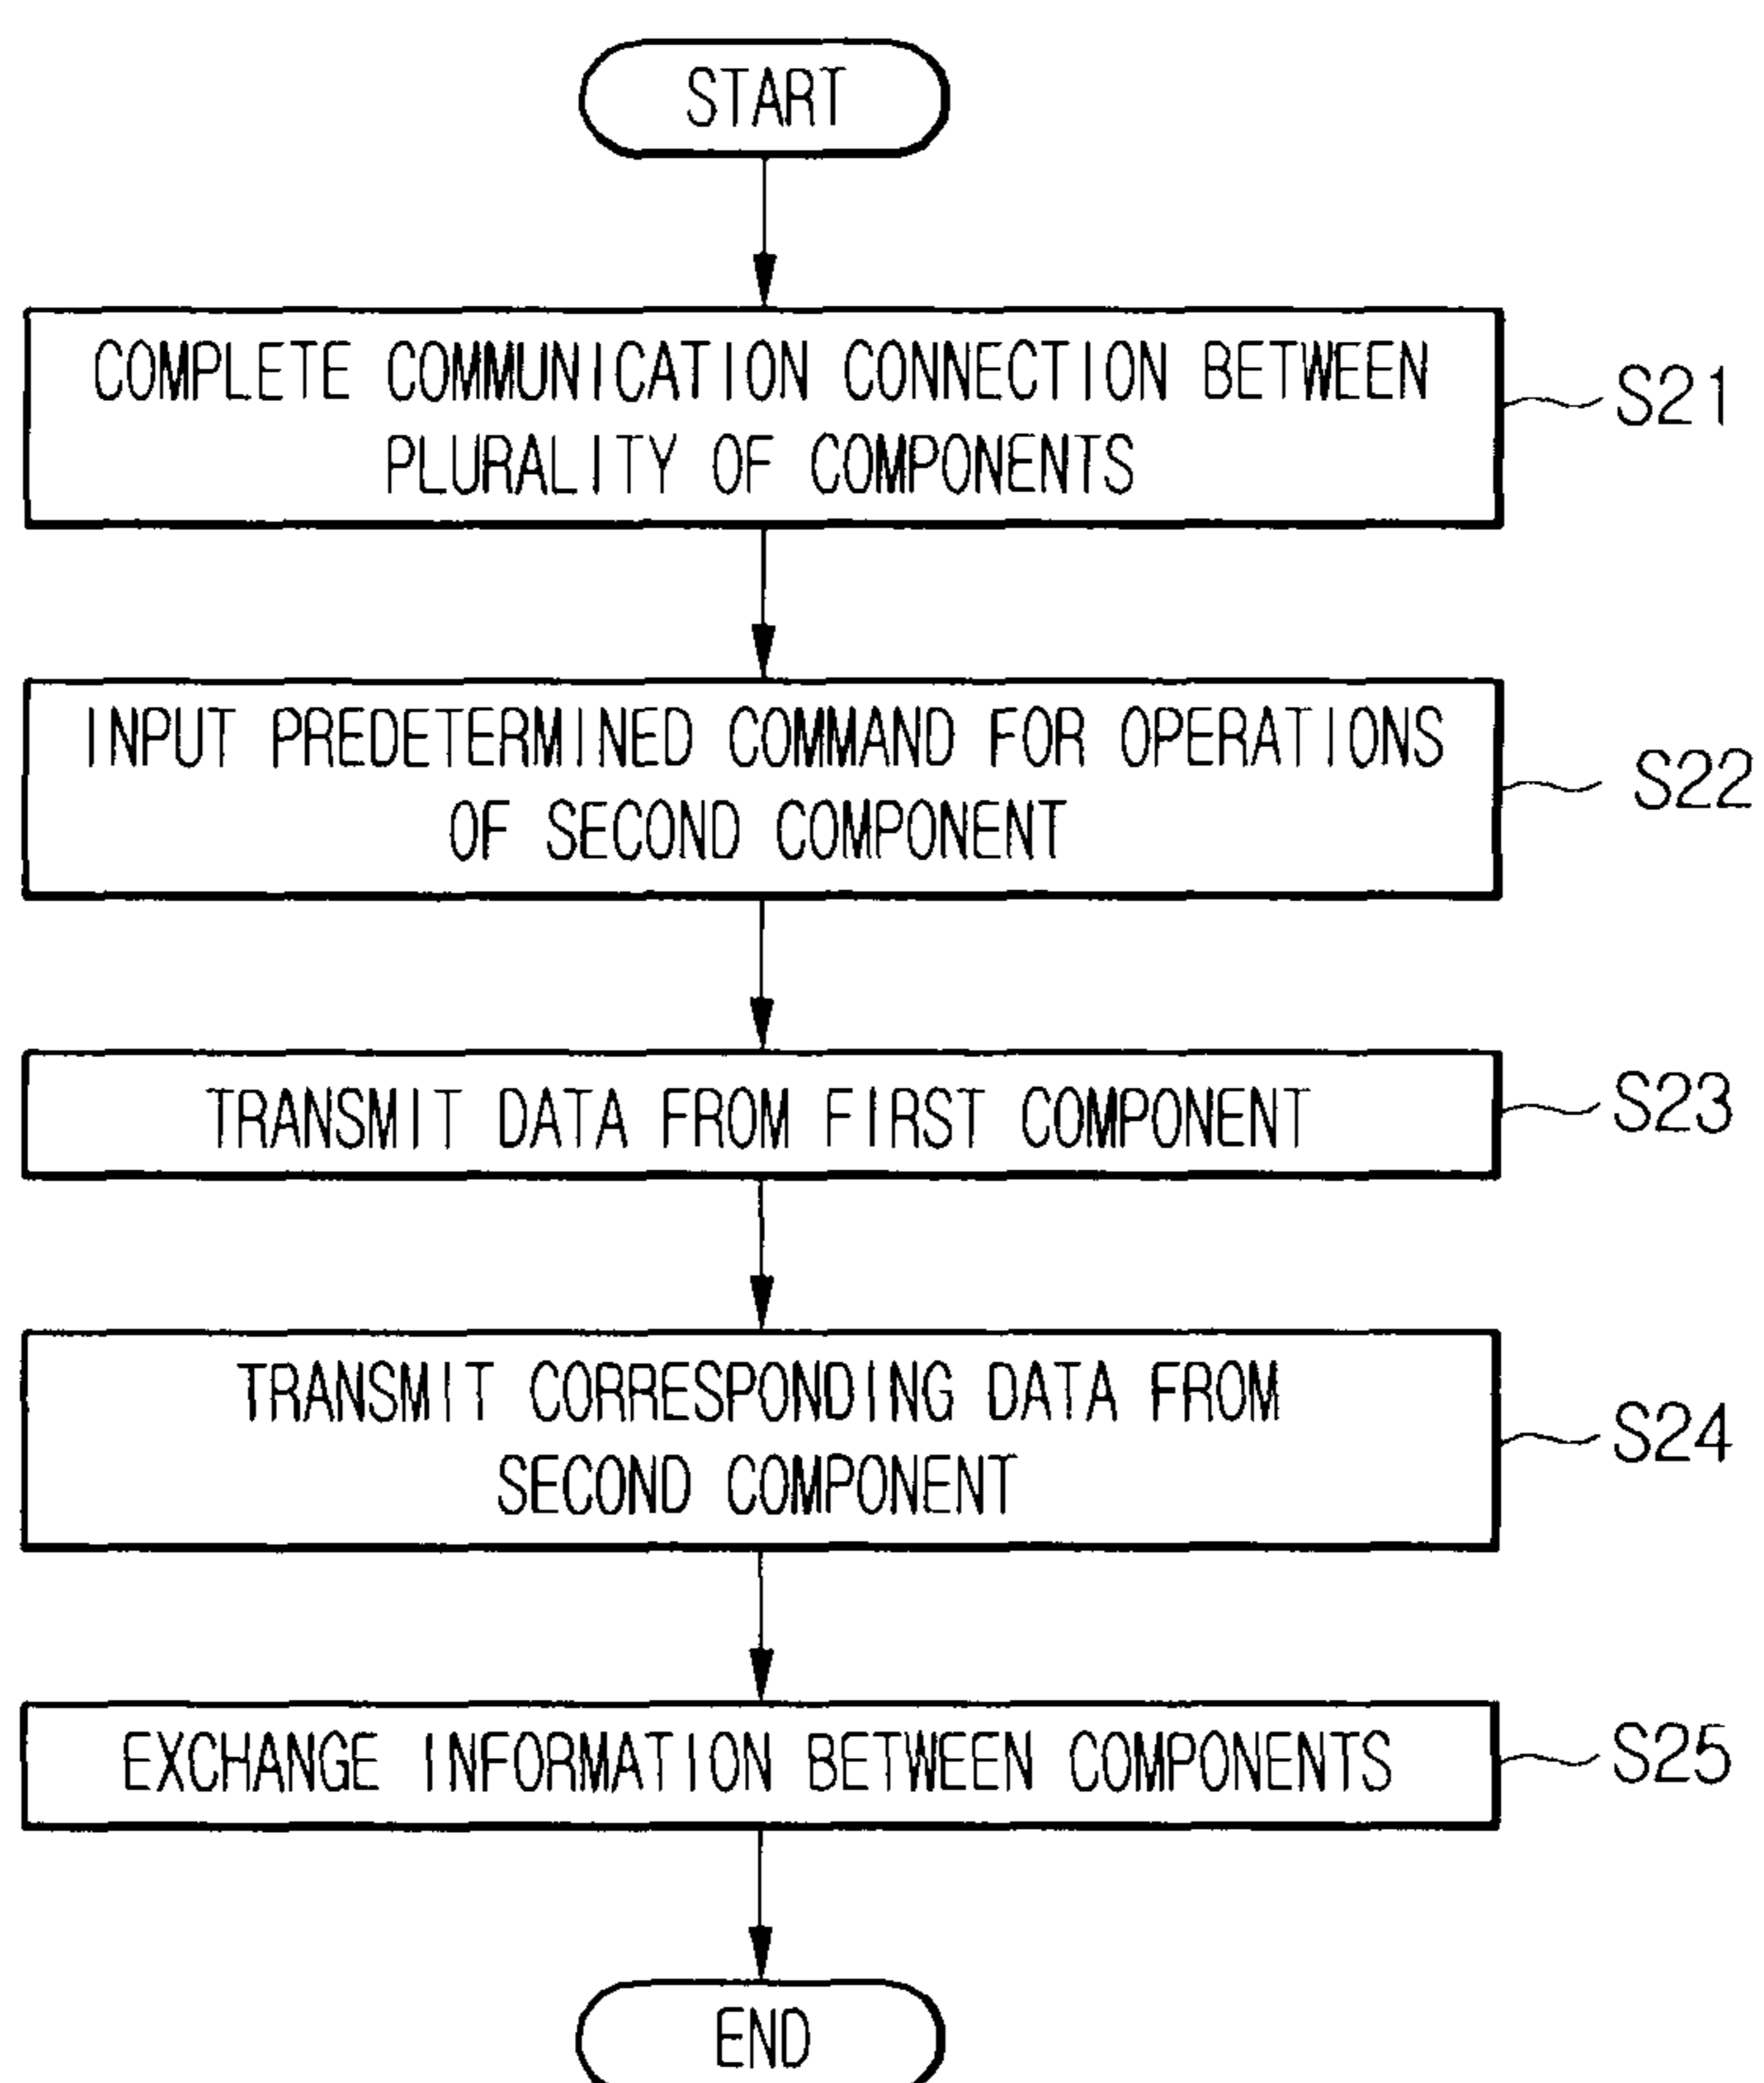 START
COMPLETE COMMUNICATION CONNECTION BETWEEN
PLURALITY OF COMPONENTS
S21
INPUT PREDETERMINED COMMAND FOR OPERATIONS
OF SECOND COMPONENT
S22
TRANSMIT DATA FROM FIRST COMPONENT
S23
TRANSMIT CORRESPONDING DATA FROM
SECOND COMPONENT
S24
EXCHANGE INFORMATION BETWEEN COMPONENTS
S25
END